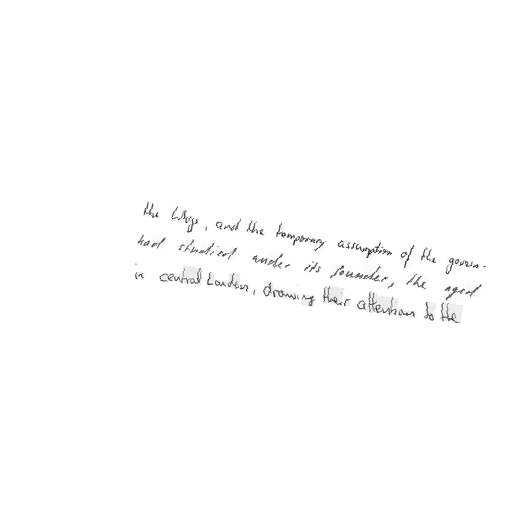 the Whigs, and the temporary assumption of the govern-
had studied under its founder, the aged
in central London, drawing their attention to the